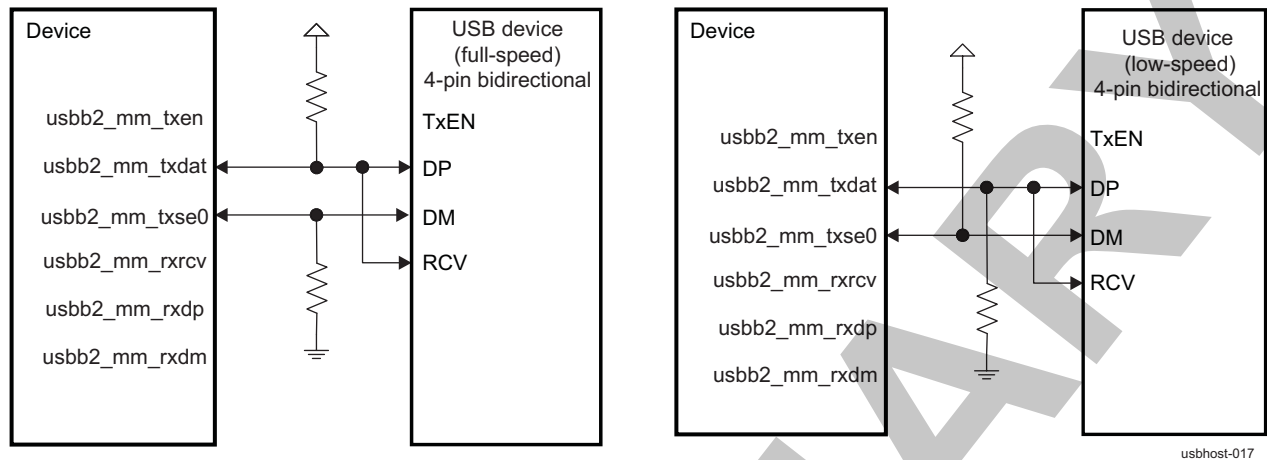 Device
USB device
(full-speed)
4-pin bidirectional
usbb2_mm_txen
TxEN
usbb2_mm_txdat
DP
usbb2_mm_txse0
DM
usbb2_mm_rxrcv
RCV
usbb2_mm_rxdp
usbb2_mm_rxdm
Device
USB device
(low-speed)
4-pin bidirectional
usbb2_mm_txen
TxEN
usbb2_mm_txdat
DP
usbb2_mm_txse0
DM
usbb2_mm_rxrcv
RCV
usbb2_mm_rxdp
usbb2_mm_rxdm
usbhost-017
ARY